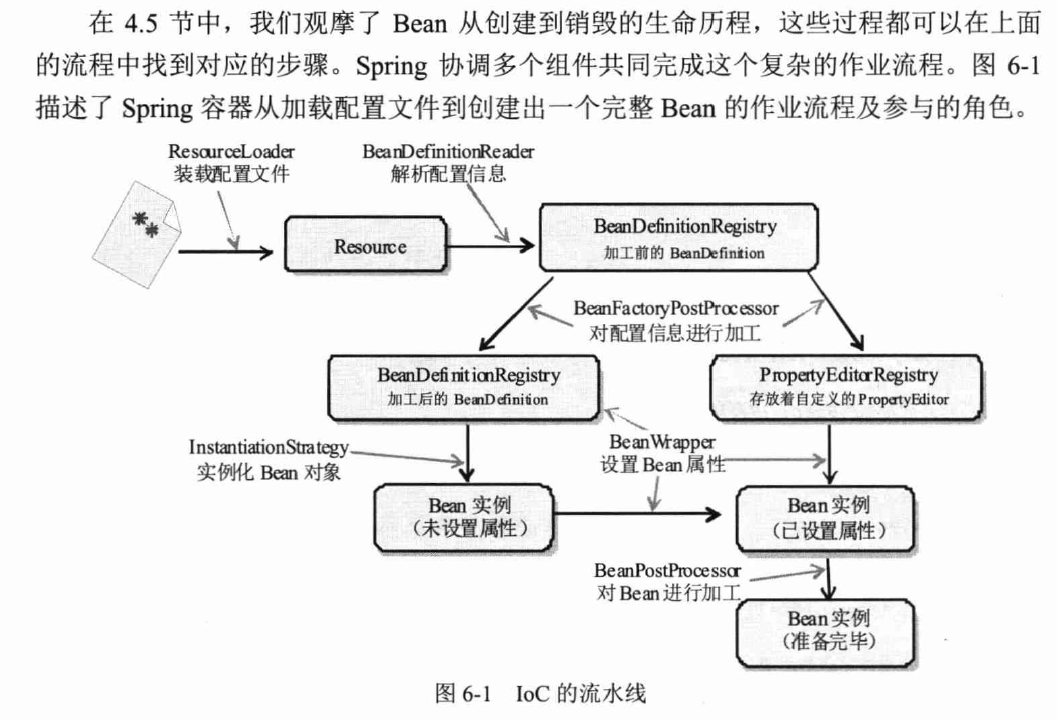 在 4.5 节中，我们观摩了 Bean 从创建到销毁的生命历程，这些过程都可以在上面
的流程中找到对应的步骤。Spring 协调多个组件共同完成这个复杂的作业流程。图 6-1
描述了 Spring 容器从加载配置文件到创建出一个完整 Bean 的作业流程及参与的角色。
ResourceLoader
装载配置文件
BeanDefinitionReader
解析配置信息
**
Resource
BeanDefinitionRegistry
加工前的 BeanDefinition
BeanFactoryPostProcessor
对配置信息进行加工
BeanDefinitionRegistry
加工后的 BeanDefinition
PropertyEditorRegistry
存放着自定义的 PropertyEditor
InstantiationStrategy
实例化 Bean 对象
BeanWrapper
设置 Bean 属性
Bean 实例
（未设置属性）
Bean 实例
（已设置属性）
BeanPostProcessor
对 Bean 进行加工
Bean 实例
（准备完毕）
图 6-1 IoC 的流水线